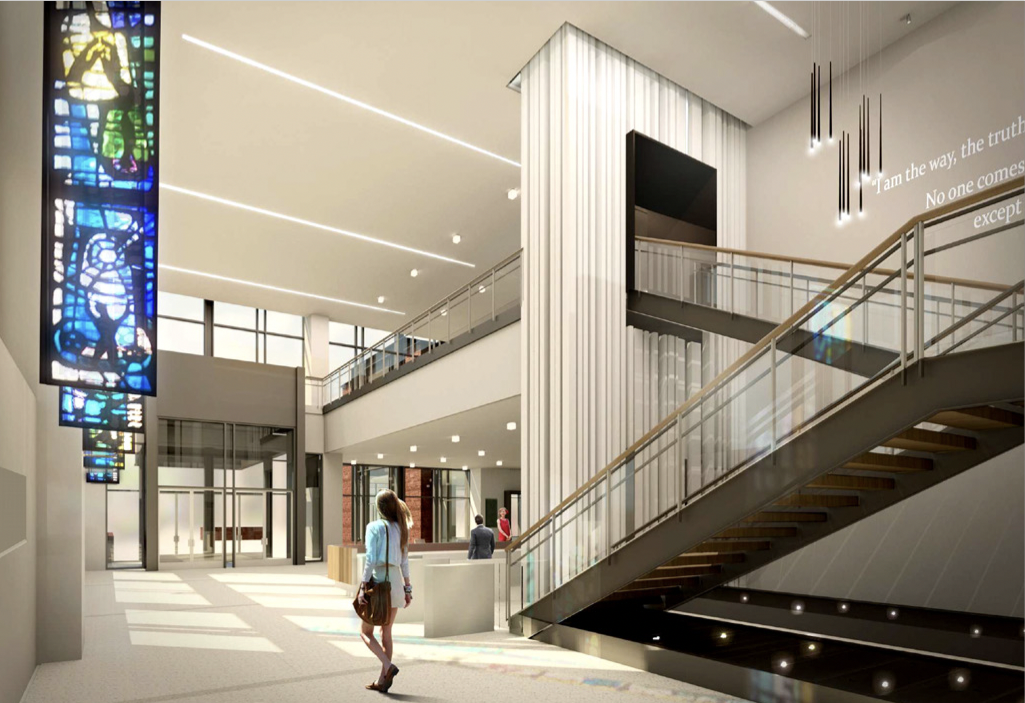 "I am the way, the truth
No one comes
except